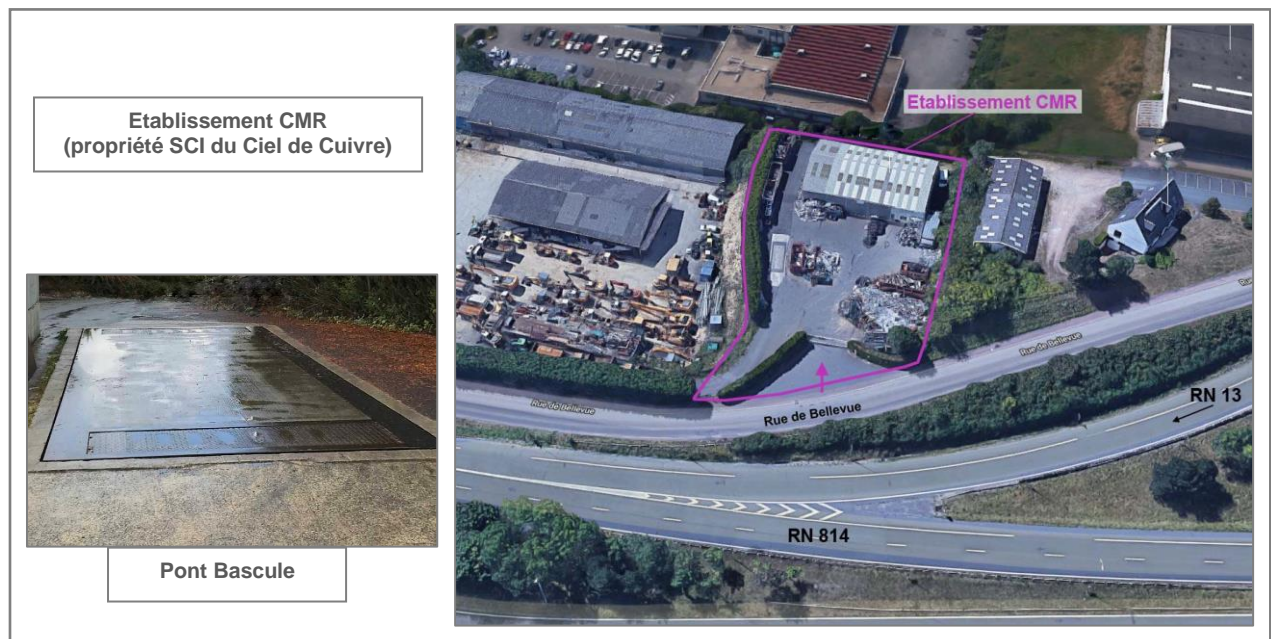 Etablissement CMR
(propriété SCI du Ciel de Cuivre)
Pont Bascule
Etablissement CMR
Rue de Bellevue
Rue de Bellevue
Rue de Bellevue
RN 13
RN 814